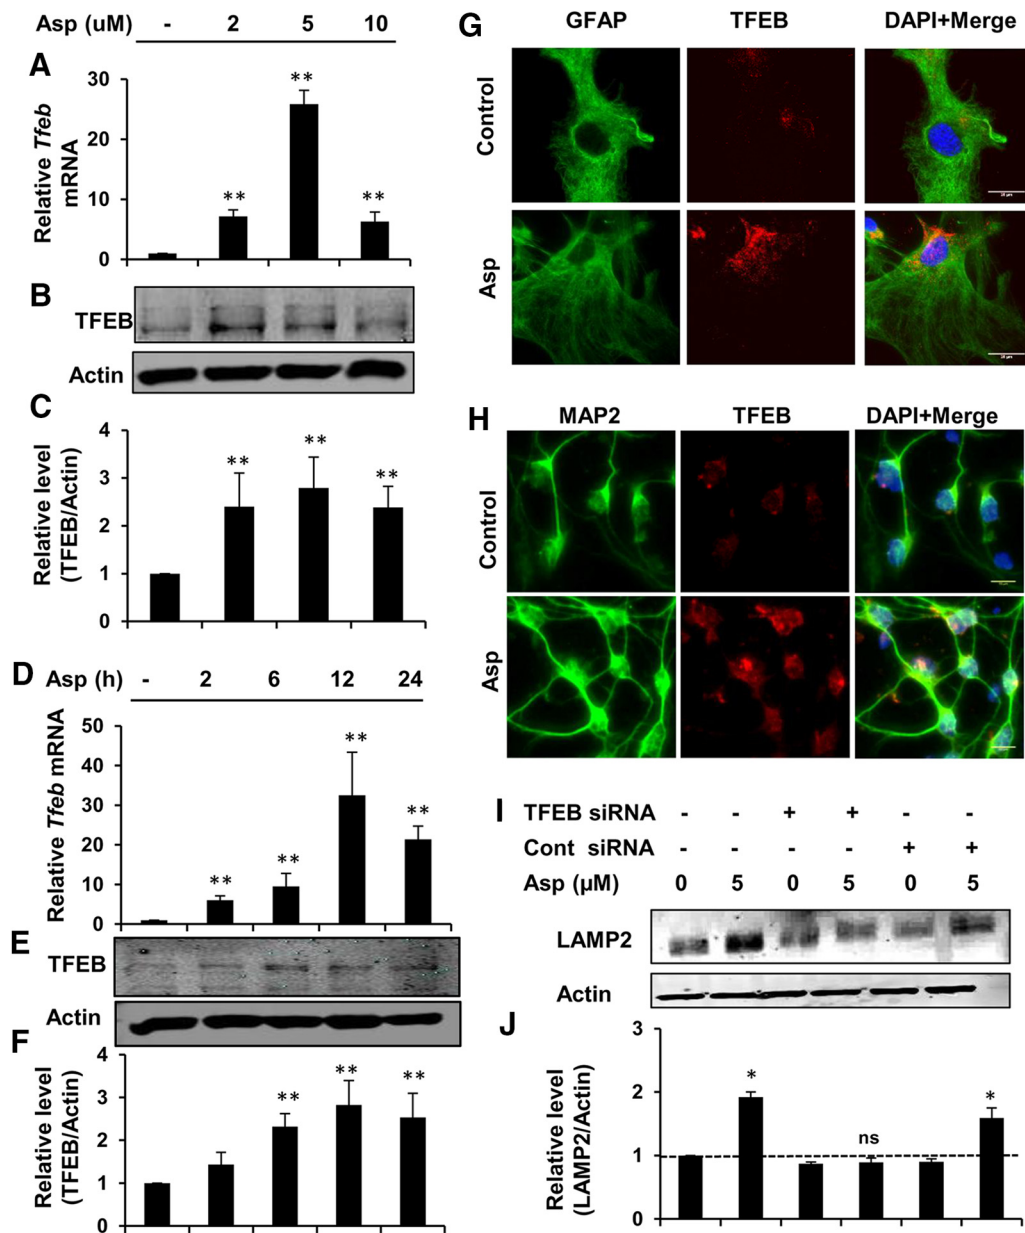 Asp (uM) - 2 5 10
A
30
20
10
0
Relative Tfeb
mRNA
** ** **
B
TFEB
Actin
C
4
3
2
1
0
Relative level
(TFEB/Actin)
** ** **
D Asp (h) - 2 6 12 24
50
40
30
20
10
0
Relative Tfeb mRNA
** ** ** **
E
TFEB
Actin
F
4
3
2
1
0
Relative level
(TFEB/Actin)
** ** **
G GFAP TFEB DAPI+Merge
Control
Asp
H MAP2 TFEB DAPI+Merge
Control
Asp
I TFEB siRNA - - + + - -
Cont siRNA - - - - + +
Asp (µM) 0 5 0 5 0 5
LAMP2
Actin
J
3
2
1
0
Relative level
(LAMP2/Actin)
* ns *